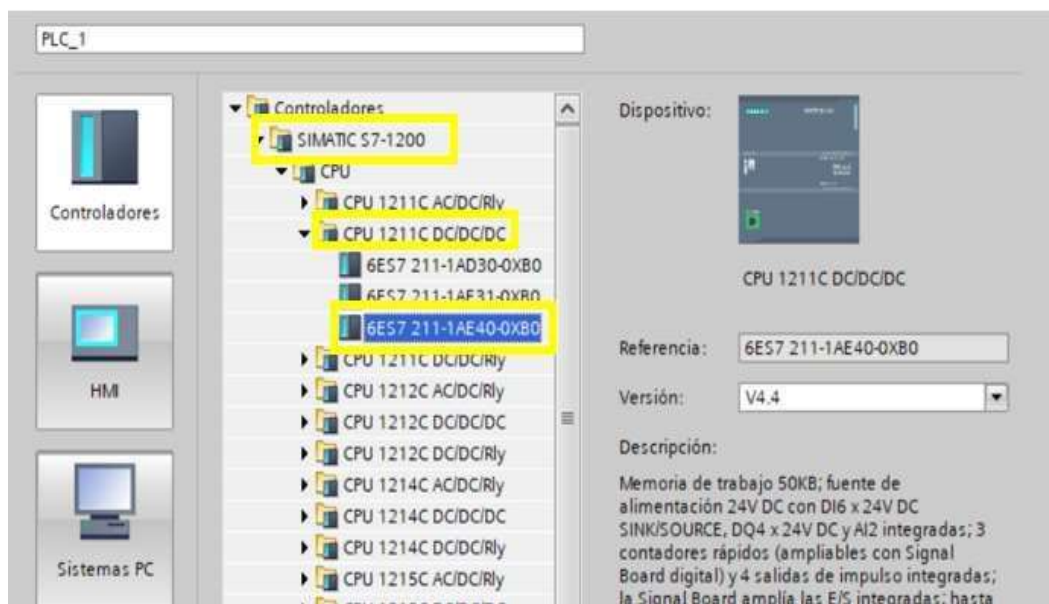 PLC_1
Controladores
HMI
Sistemas PC
Controladores
SIMATIC S7-1200
CPU
CPU 1211C AC/DC/Rly
CPU 1211C DC/DC/DC
6ES7 211-1AD30-0XB0
6ES7 211-1AE31-0XB0
6ES7 211-1AE40-0XB0
CPU 1211C DC/DC/Rly
CPU 1212C AC/DC/Rly
CPU 1212C DC/DC/DC
CPU 1212C DC/DC/Rly
CPU 1214C AC/DC/Rly
CPU 1214C DC/DC/DC
CPU 1214C DC/DC/Rly
CPU 1215C AC/DC/Rly
Dispositivo:
CPU 1211C DC/DC/DC
Referencia: 6ES7 211-1AE40-0XB0
Versión: V4.4
Descripción:
Memoria de trabajo 50KB; fuente de
alimentación 24V DC con DI6 x 24V DC
SINK/SOURCE, DQ4 x 24V DC y AI2 integradas; 3
contadores rápidos (ampliables con Signal
Board digital) y 4 salidas de impulso integradas;
la Signal Board amplía las E/S integradas; hasta